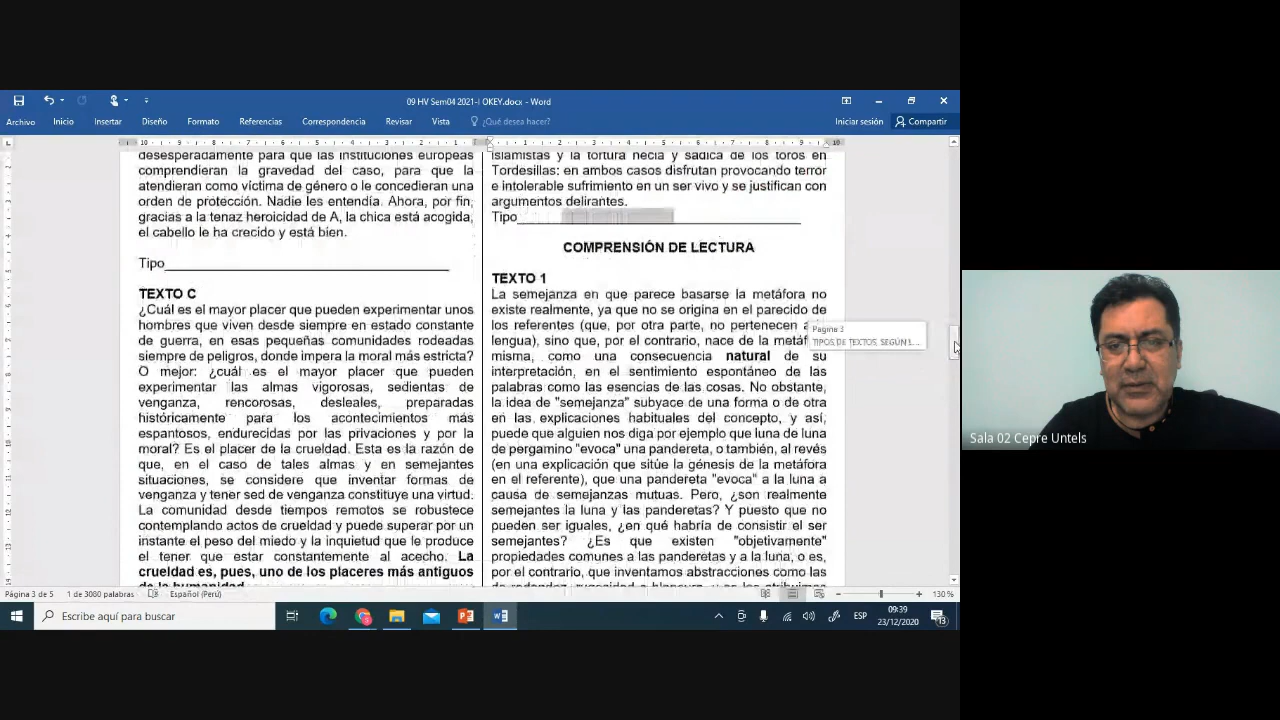 09 HV Sem04 2021-I OKEY.docx - Word
Archivo Inicio Insertar Diseño Formato Referencias Correspondencia Revisar Vista ¿Qué desea hacer? Iniciar sesión Compartir
desesperadamente para que las instituciones europeas
comprendieran la gravedad del caso, para que la
atendieran como víctima de género o le concedieran una
orden de protección. Nadie les entendía. Ahora, por fin,
gracias a la tenaz heroicidad de A, la chica está acogida,
el cabello le ha crecido y está bien.
Tipo
TEXTO C
¿Cuál es el mayor placer que pueden experimentar unos
hombres que viven desde siempre en estado constante
de guerra, en esas pequeñas comunidades rodeadas
siempre de peligros, donde impera la moral más estricta?
O mejor: ¿cuál es el mayor placer que pueden
experimentar las almas vigorosas, sedientas de
venganza, rencorosas, desleales, preparadas
históricamente para los acontecimientos más
espantosos, endurecidas por las privaciones y por la
moral? Es el placer de la crueldad. Esta es la razón de
que, en el caso de tales almas y en semejantes
situaciones, se considere que inventar formas de
venganza y tener sed de venganza constituye una virtud.
La comunidad desde tiempos remotos se robustece
contemplando actos de crueldad y puede superar por un
instante el peso del miedo y la inquietud que le produce
el tener que estar constantemente al acecho. La
crueldad es, pues, uno de los placeres más antiguos
de la humanidad
islamistas y la tortura necia y sádica de los toros en
Tordesillas: en ambos casos disfrutan provocando terror
e intolerable sufrimiento en un ser vivo y se justifican con
argumentos delirantes.
Tipo
COMPRENSIÓN DE LECTURA
TEXTO 1
La semejanza en que parece basarse la metáfora no
existe realmente, ya que no se origina en el parecido de
los referentes (que, por otra parte, no pertenecen
lengua), sino que, por el contrario, nace de la
misma, como una consecuencia natural de su
interpretación, en el sentimiento espontáneo de las
palabras como las esencias de las cosas. No obstante,
la idea de "semejanza" subyace de una forma o de otra
en las explicaciones habituales del concepto, y así,
puede que alguien nos diga por ejemplo que luna de luna
de pergamino "evoca" una pandereta, o también, al revés
(en una explicación que sitúe la génesis de la metáfora
en el referente), que una pandereta "evoca" a la luna a
causa de semejanzas mutuas. Pero, ¿son realmente
semejantes la luna y las panderetas? Y puesto que no
pueden ser iguales, ¿en qué habría de consistir el ser
semejantes? ¿Es que existen "objetivamente"
propiedades comunes a las panderetas y a la luna, o es,
por el contrario, que inventamos abstracciones como las
Página 3
TIPOS DE TEXTOS, SEGÚN L...
Sala 02 Cepre Untels
Página 3 de 5 1 de 3080 palabras Español (Perú) 130 %
Escribe aquí para buscar
ESP
09:39
23/12/2020
13